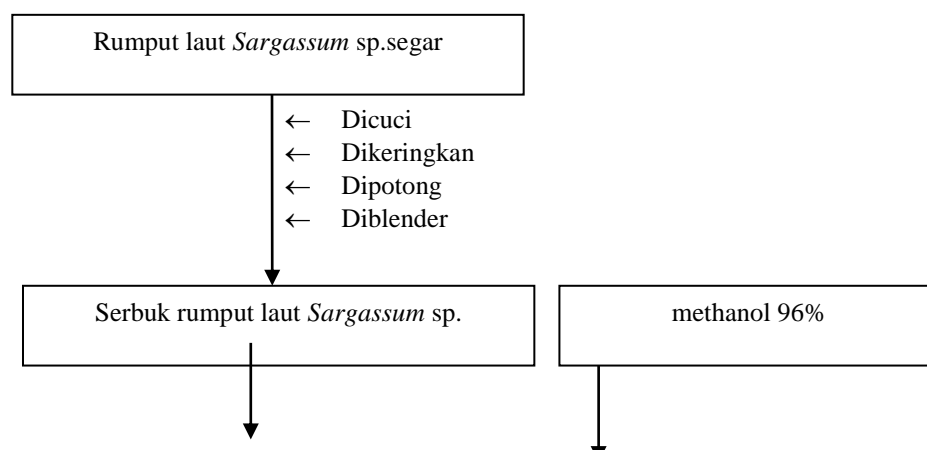 Rumput laut Sargassum sp.segar
← Dicuci
← Dikeringkan
← Dipotong
← Diblender
Serbuk rumput laut Sargassum sp.
methanol 96%